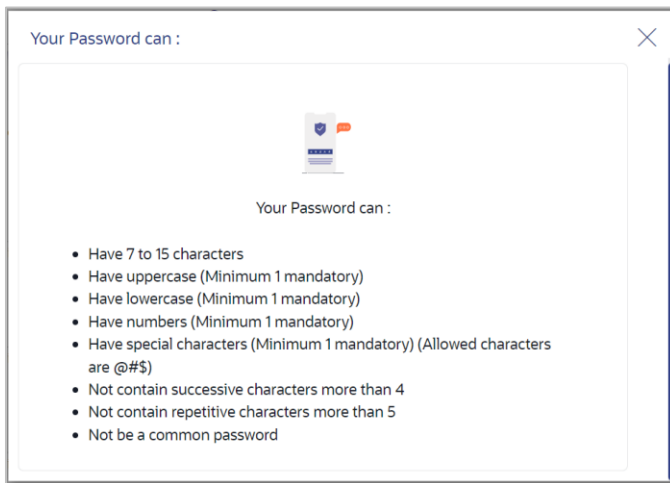 Your Password can :
Your Password can :
• Have 7 to 15 characters
• Have uppercase (Minimum 1 mandatory)
• Have lowercase (Minimum 1 mandatory)
• Have numbers (Minimum 1 mandatory)
• Have special characters (Minimum 1 mandatory) (Allowed characters
are @#$)
• Not contain successive characters more than 4
• Not contain repetitive characters more than 5
• Not be a common password